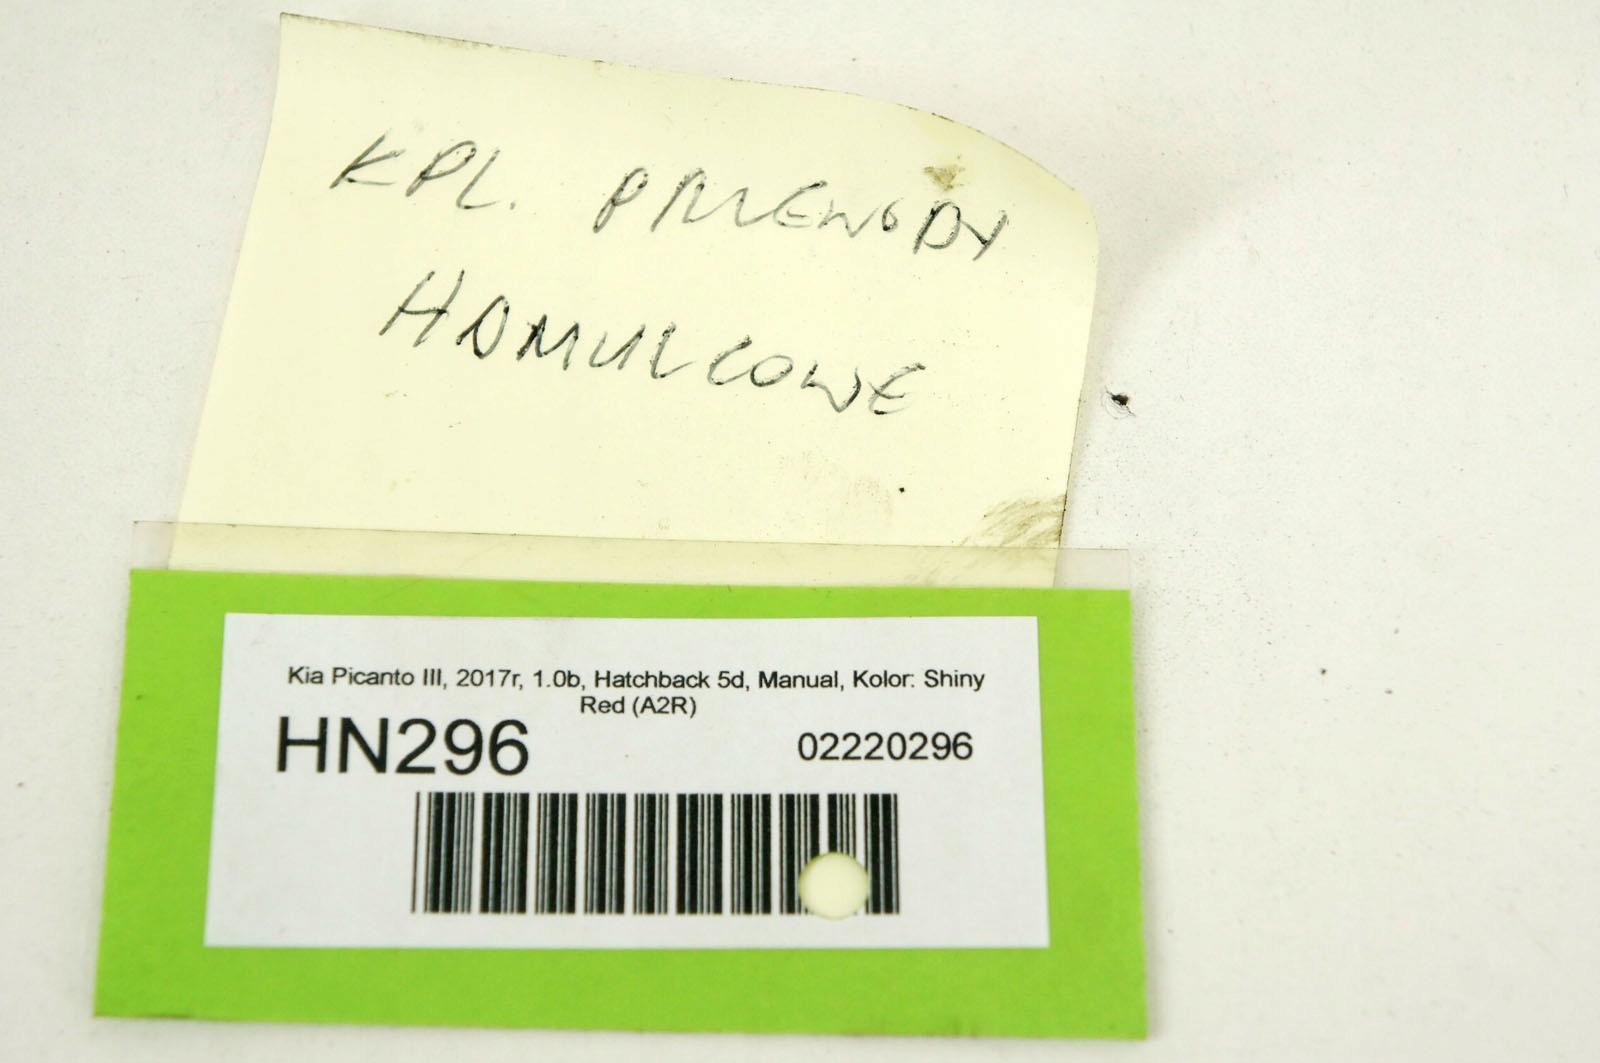 KPL. PRZEWODY
HAMULCOWE
Kia Picanto III, 2017r, 1.0b, Hatchback 5d, Manual, Kolor: Shiny
Red (A2R)
HN296
02220296